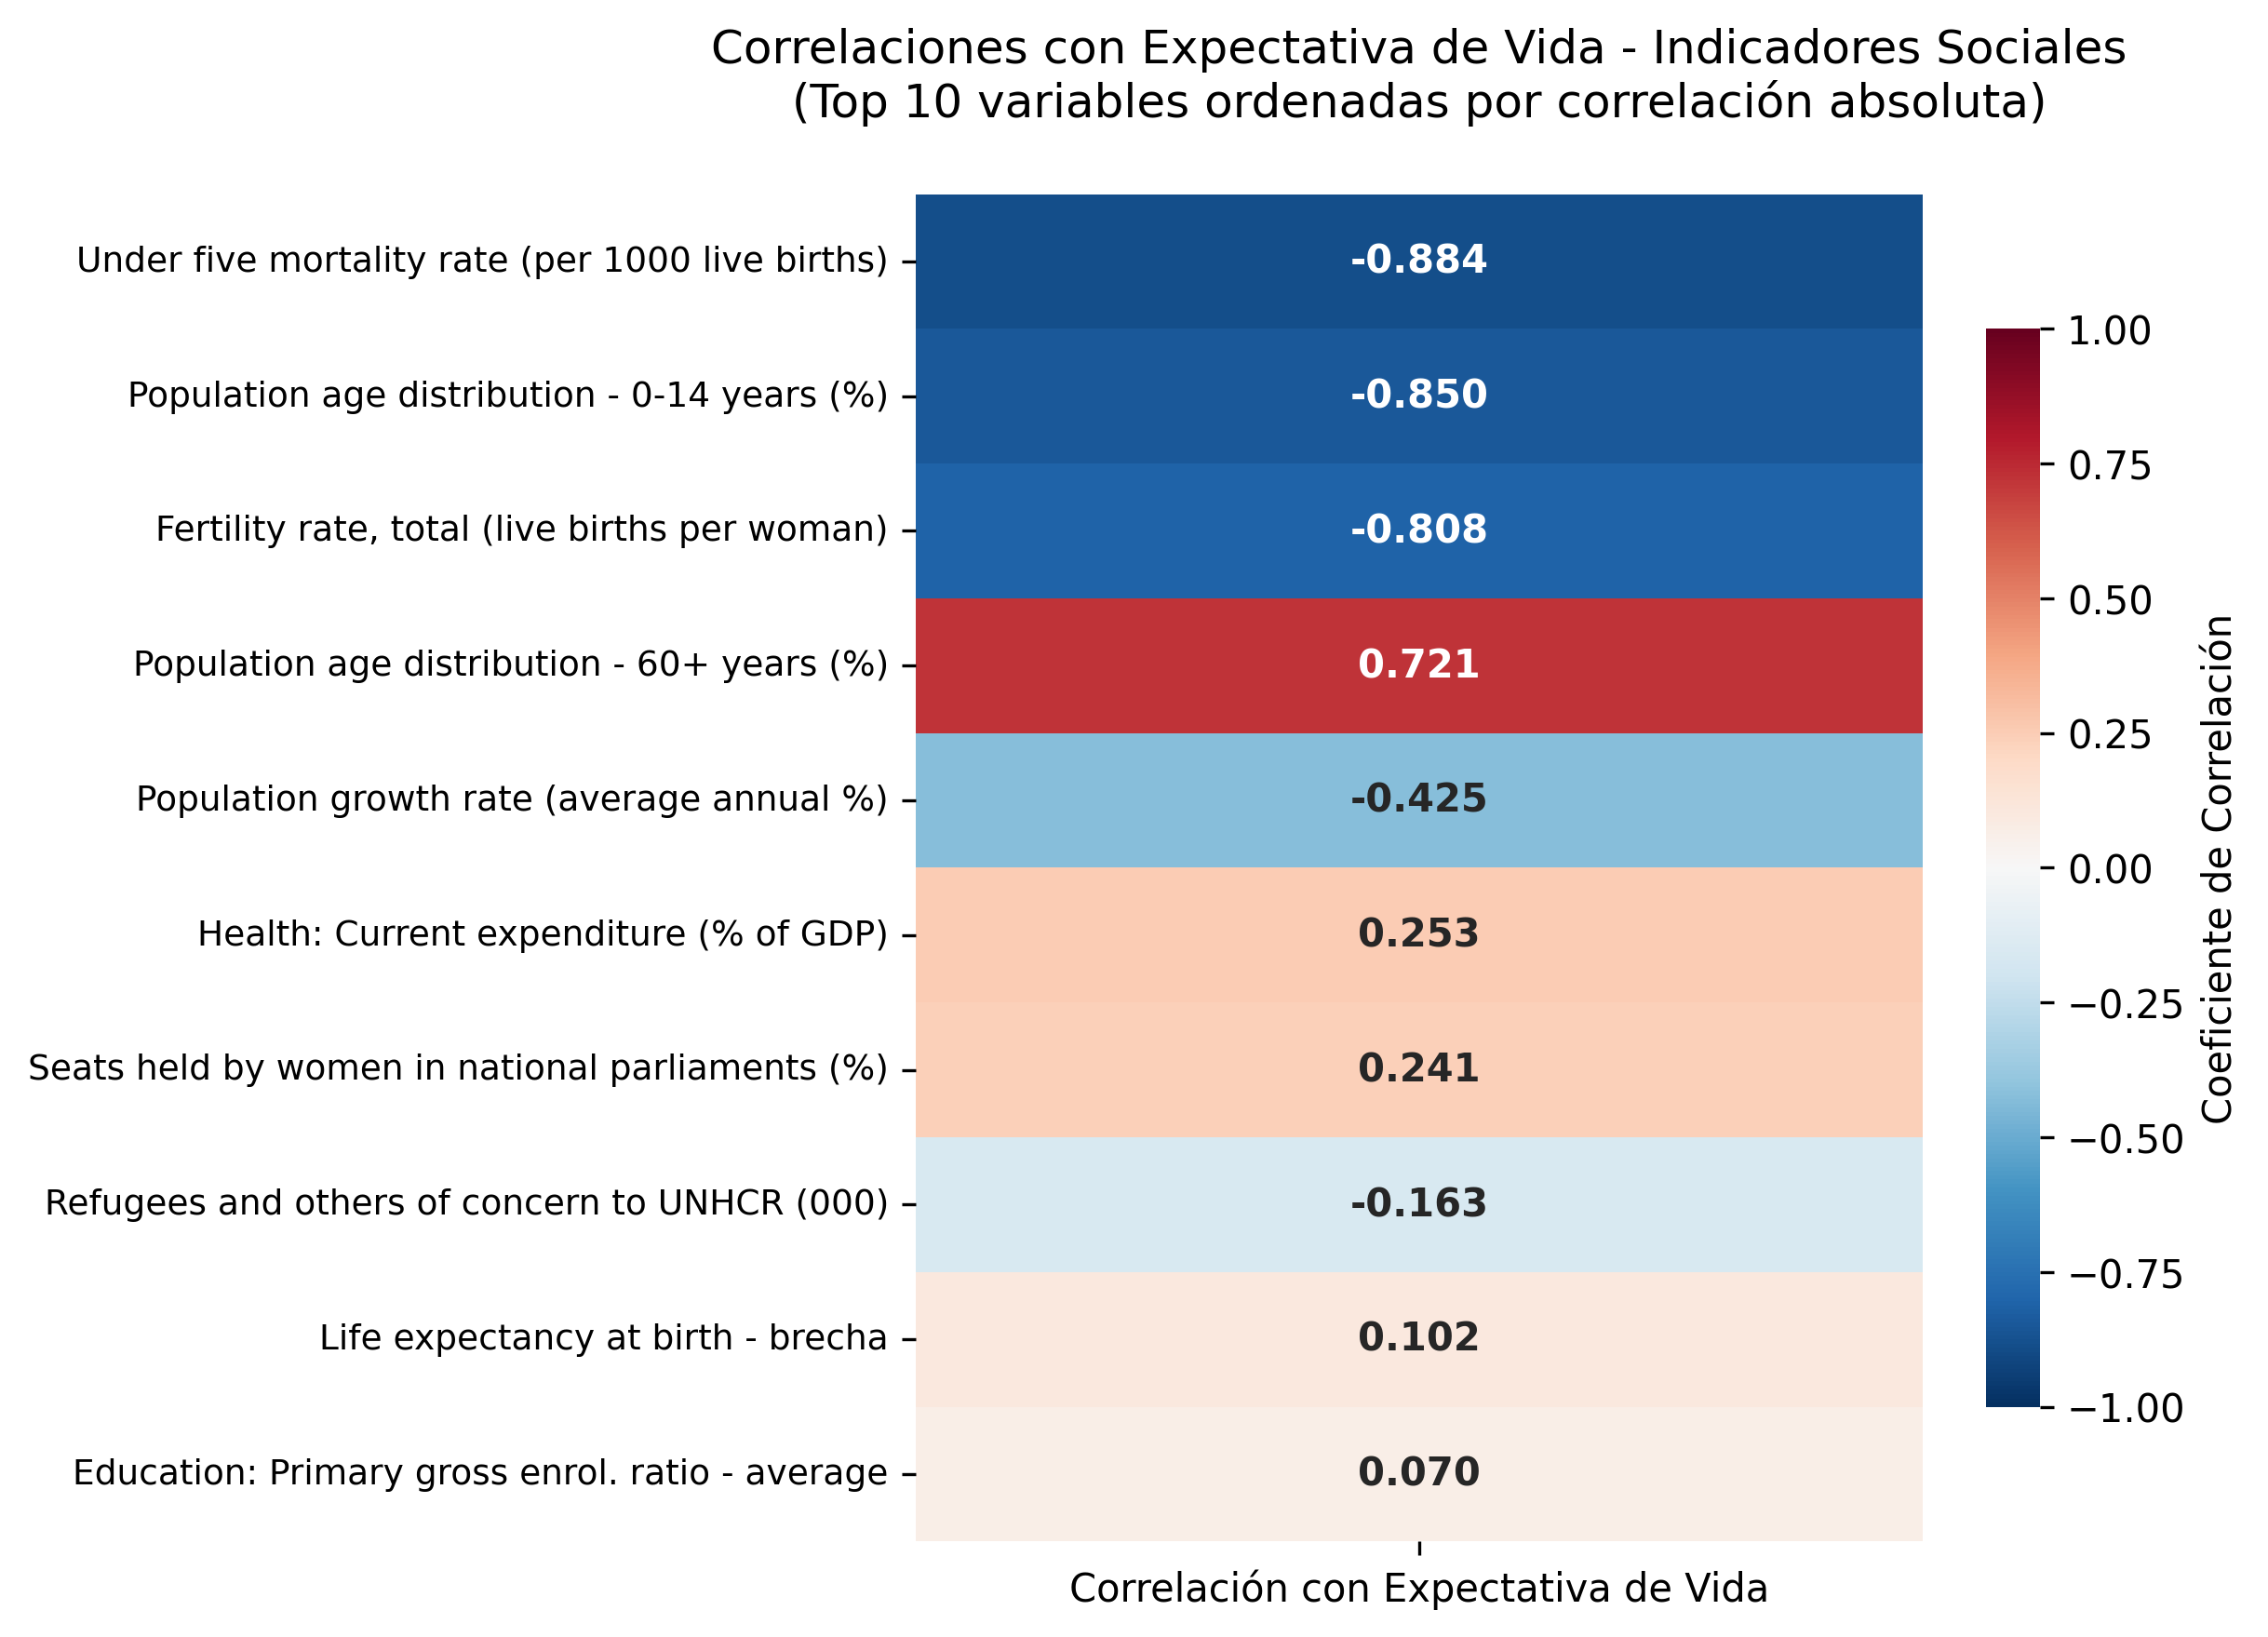 Correlaciones con Expectativa de Vida - Indicadores Sociales
(Top 10 variables ordenadas por correlación absoluta)
Under five mortality rate (per 1000 live births)
-0.884
Population age distribution - 0-14 years (%)
-0.850
Fertility rate, total (live births per woman)
-0.808
Population age distribution - 60+ years (%)
0.721
Population growth rate (average annual %)
-0.425
Health: Current expenditure (% of GDP)
0.253
Seats held by women in national parliaments (%)
0.241
Refugees and others of concern to UNHCR (000)
-0.163
Life expectancy at birth - brecha
0.102
Education: Primary gross enrol. ratio - average
0.070
Correlación con Expectativa de Vida
1.00
0.75
0.50
0.25
0.00
−0.25
−0.50
−0.75
−1.00
Coeficiente de Correlación